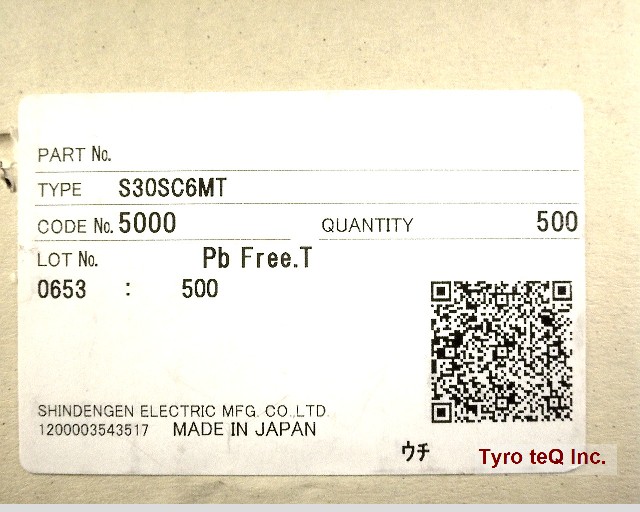 PART No.
TYPE S30SC6MT
CODE No. 5000 QUANTITY 500
LOT No. Pb Free.T
0653 : 500
SHINDENGEN ELECTRIC MFG. CO.,LTD.
1200003543517 MADE IN JAPAN
ウチ
Tyro teQ Inc.